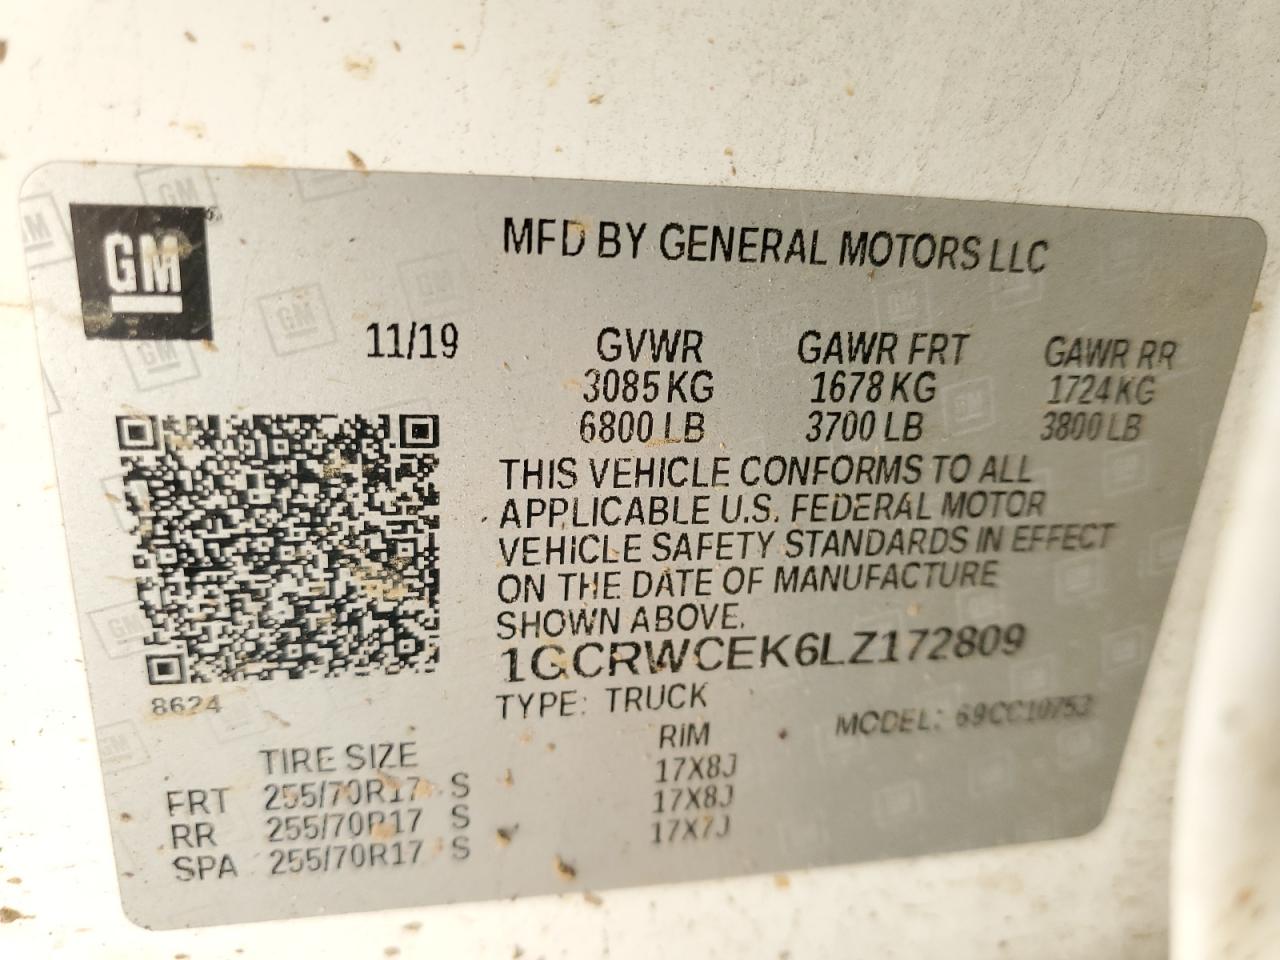 GM
MFD BY GENERAL MOTORS LLC
11/19 GVWR GAWR FRT GAWR RR
3085 KG 1678 KG 1724 KG
6800 LB 3700 LB 3800 LB
THIS VEHICLE CONFORMS TO ALL
APPLICABLE U.S. FEDERAL MOTOR
VEHICLE SAFETY STANDARDS IN EFFECT
ON THE DATE OF MANUFACTURE
SHOWN ABOVE.
1GCRWCEK6LZ172809
8624
TYPE: TRUCK MODEL: 69CC10753
TIRE SIZE RIM
FRT 255/70R17 S 17X8J
RR 255/70R17 S 17X8J
SPA 255/70R17 S 17X7J